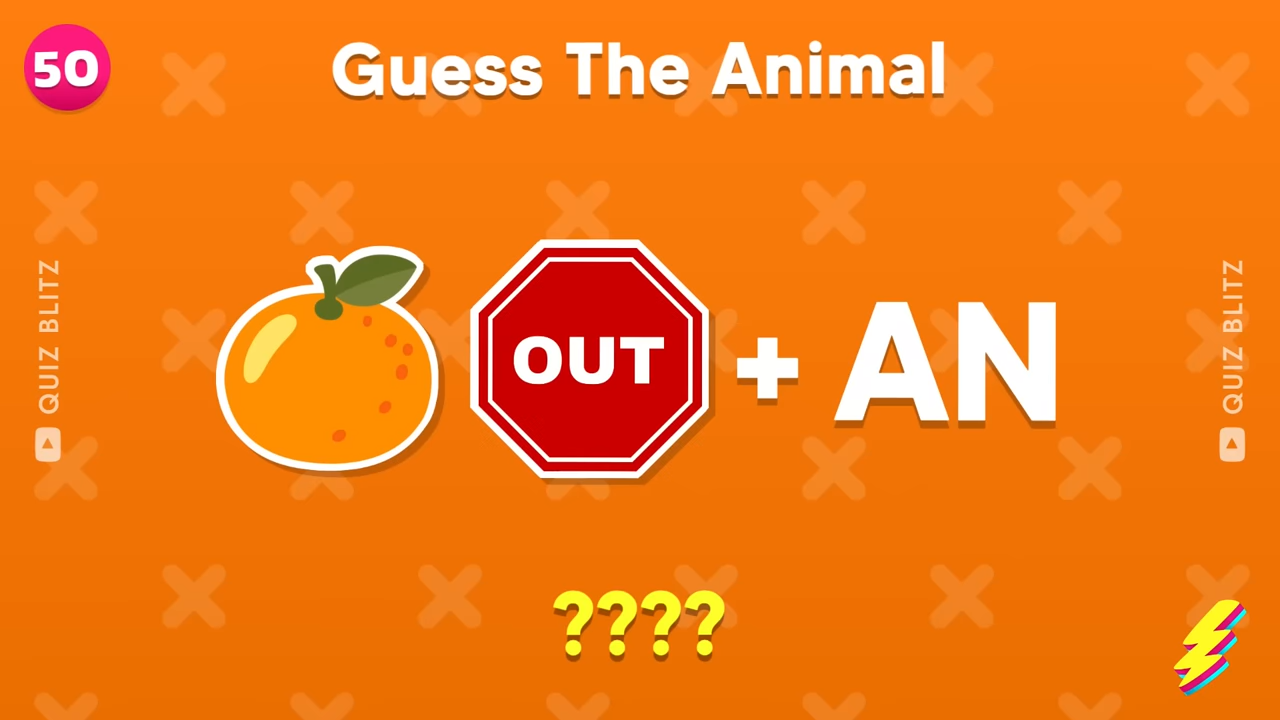 50
Guess The Animal
QUIZ BLITZ
OUT
+ AN
QUIZ BLITZ
????